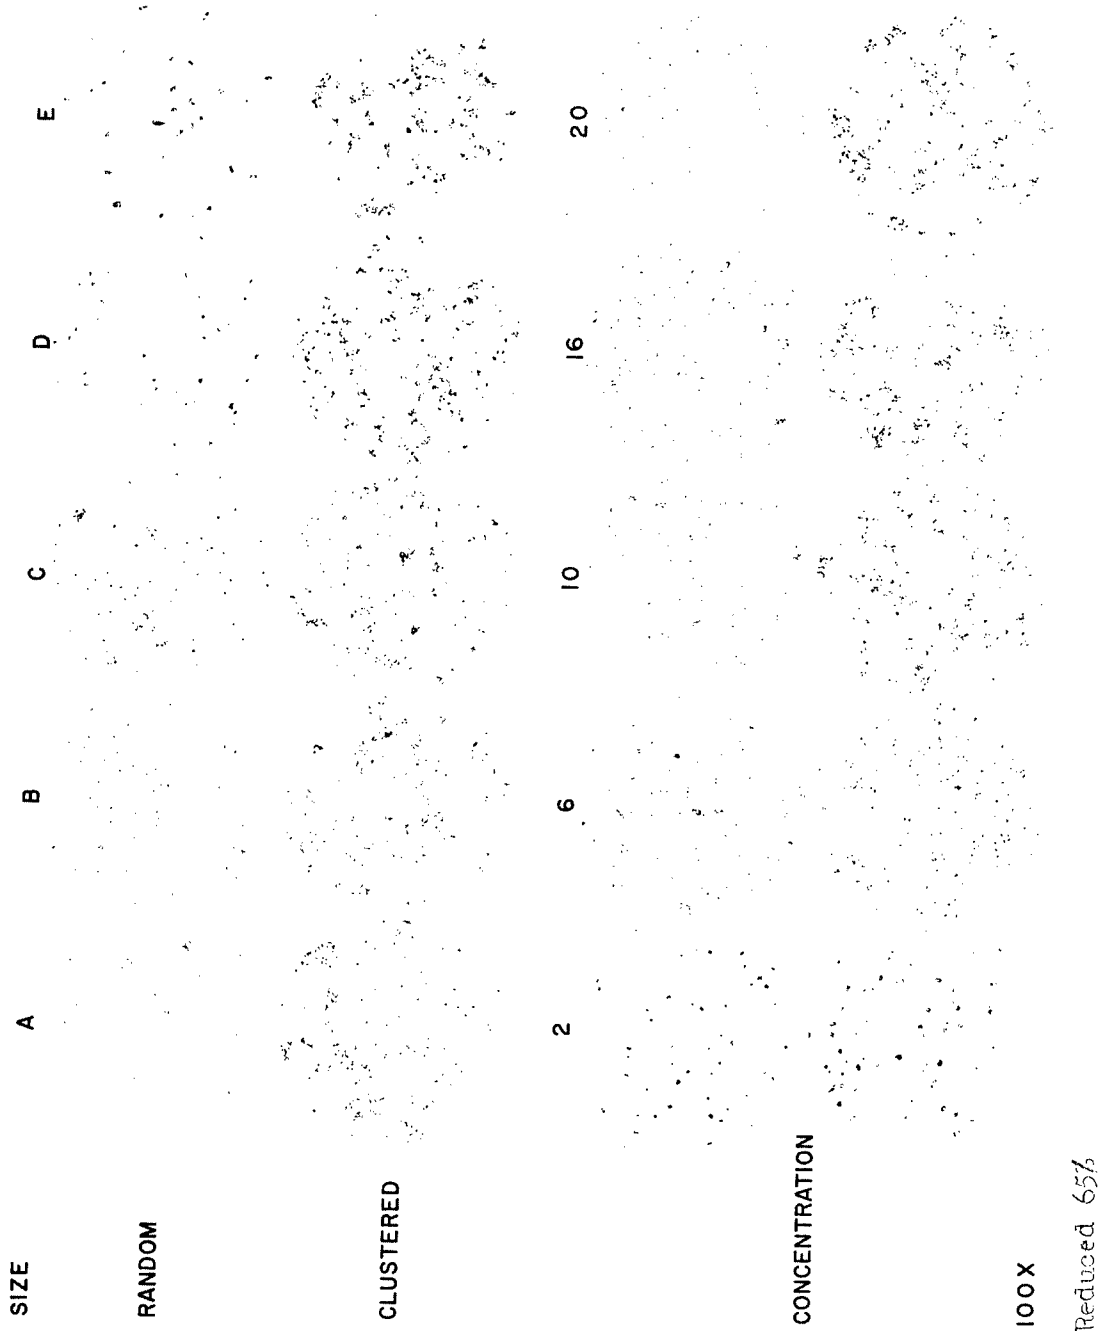 SIZE A B C D E
RANDOM
CLUSTERED
2 6 10 16 20
CONCENTRATION
100X
Reduced 65%